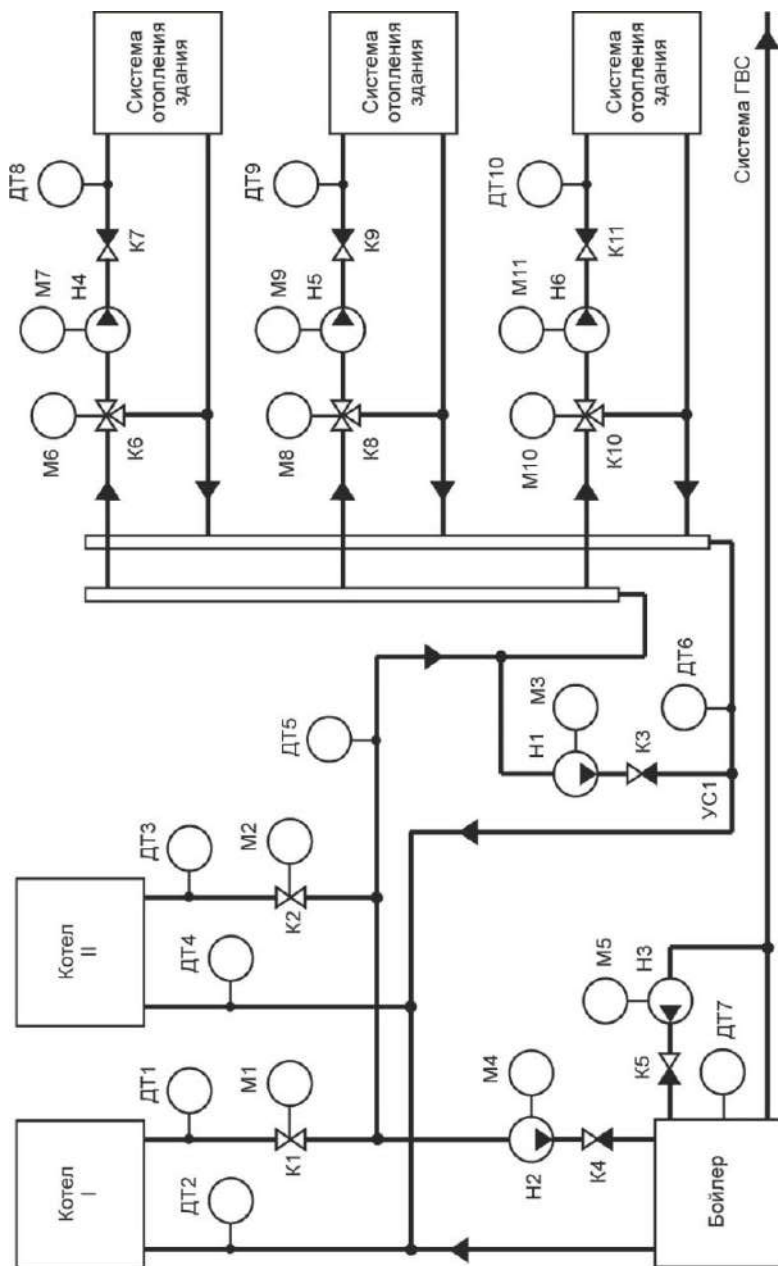 Котел
I
Котел
II
ДТ1
ДТ2
М1
К1
ДТ3
ДТ4
М2
К2
ДТ5
М4
Н2
К4
М5
Н3
К5
ДТ7
Бойлер
Н1
М3
К3
УС1
ДТ6
М6
К6
М7
Н4
К7
ДТ8
Система
отопления
здания
М8
К8
М9
Н5
К9
ДТ9
Система
отопления
здания
М10
К10
М11
Н6
К11
ДТ10
Система
отопления
здания
Система ГВС